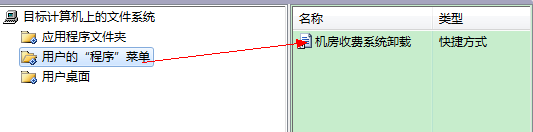 目标计算机上的文件系统
应用程序文件夹
用户的“程序”菜单
用户桌面
名称 类型
机房收费系统卸载 快捷方式